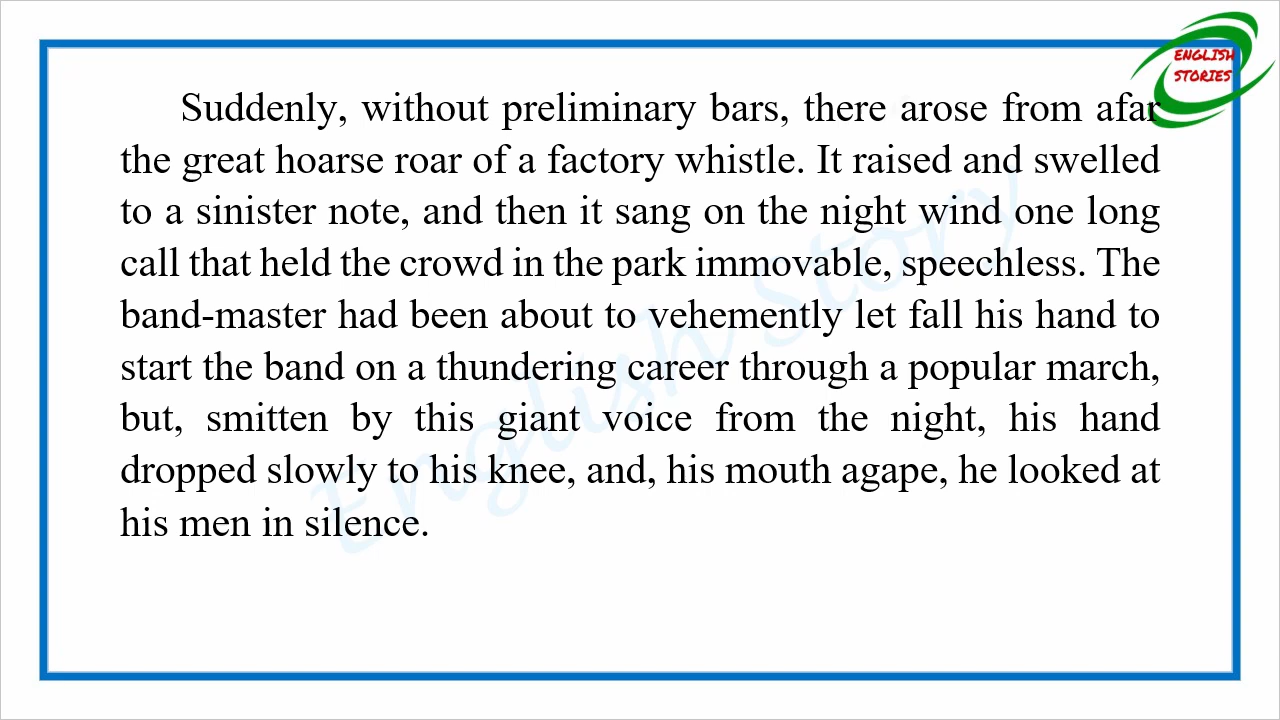 ENGLISH
STORIES
Suddenly, without preliminary bars, there arose from afar
the great hoarse roar of a factory whistle. It raised and swelled
to a sinister note, and then it sang on the night wind one long
call that held the crowd in the park immovable, speechless. The
band-master had been about to vehemently let fall his hand to
start the band on a thundering career through a popular march,
but, smitten by this giant voice from the night, his hand
dropped slowly to his knee, and, his mouth agape, he looked at
his men in silence.
English Story